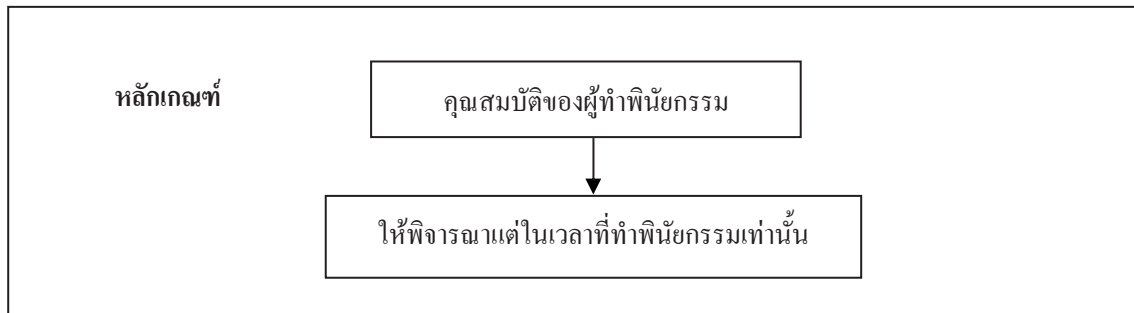 หลักเกณฑ์
คุณสมบัติของผู้ทำพินัยกรรม
ให้พิจารณาแต่ในเวลาที่ทำพินัยกรรมเท่านั้น